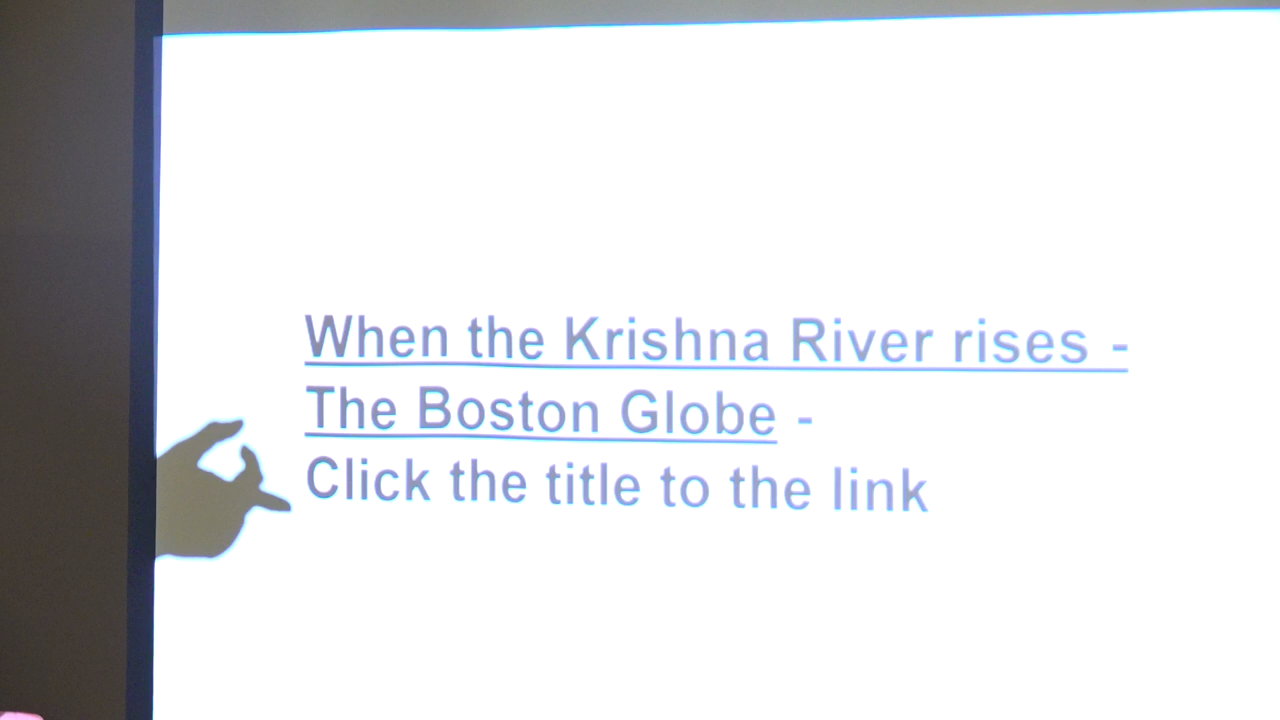 When the Krishna River rises -
The Boston Globe -
Click the title to the link